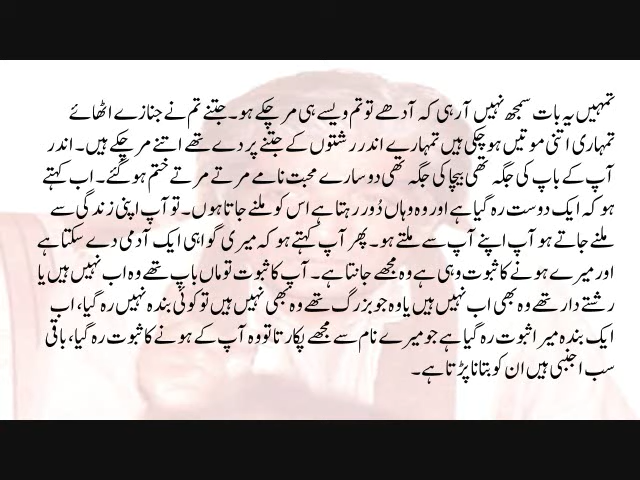 تمہیں یہ بات سمجھ نہیں آرہی کہ آدھے تو تم ویسے ہی مر چکے ہو۔ جتنے تم نے جنازے اٹھائے
تمہاری اتنی موتیں ہوچکی ہیں تمہارے اندر رشتوں کے جتنے پردے تھے اتنے مر چکے ہیں۔ اندر
آپ کے باپ کی جگہ تھی چچا کی جگہ تھی دوسارے محبت نامے مرتے مرتے ختم ہوگئے۔ اب کہتے
ہو کہ ایک دوست رہ گیا ہے اور وہ وہاں دُور رہتا ہے اس کو ملنے جاتا ہوں۔ تو آپ اپنی زندگی سے
ملنے جاتے ہو آپ اپنے آپ سے ملتے ہو۔ پھر آپ کہتے ہو کہ میری گواہی ایک آدمی دے سکتا ہے
اور میرے ہونے کا ثبوت وہی ہے وہ مجھے جانتا ہے۔ آپ کا ثبوت تو ماں باپ تھے وہ اب نہیں ہیں یا
رشتے دار تھے وہ بھی اب نہیں ہیں یا وہ جو بزرگ تھے وہ بھی نہیں ہیں تو کوئی بندہ نہیں رہ گیا، اب
ایک بندہ میرا ثبوت رہ گیا ہے جو میرے نام سے مجھے پکارتا تو وہ آپ کے ہونے کا ثبوت رہ گیا، باقی
سب اجنبی ہیں ان کو بتانا پڑتا ہے۔